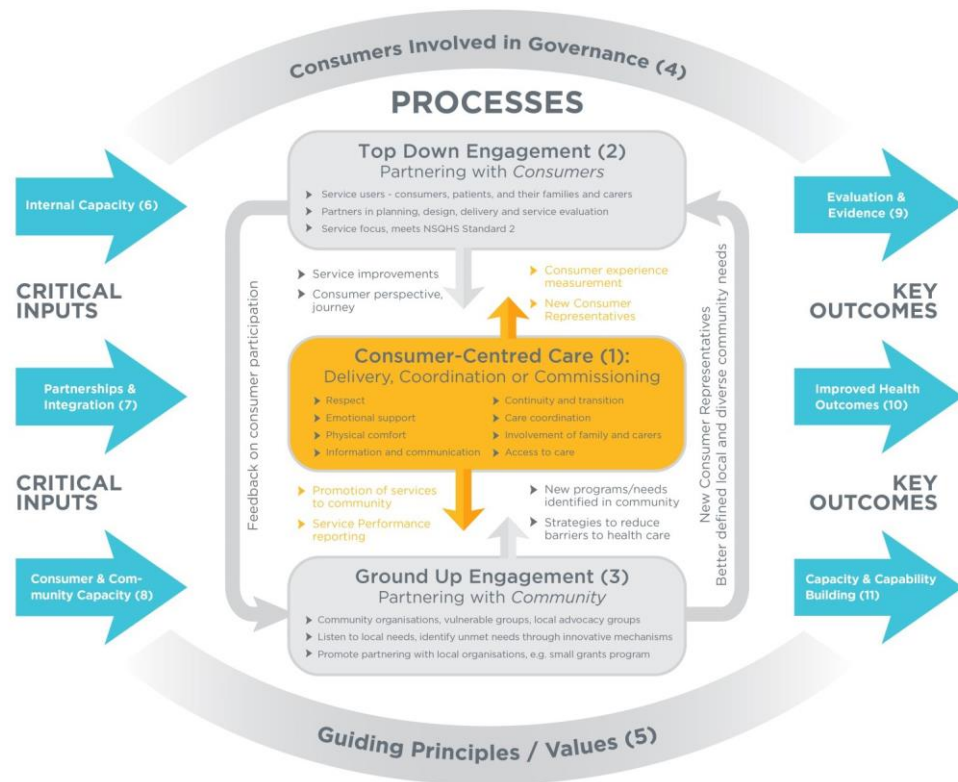 Consumers Involved in Governance (4)
PROCESSES
Top Down Engagement (2)
Partnering with Consumers
Service users - consumers, patients, and their families and carers
Partners in planning, design, delivery and service evaluation
Service focus, meets NSQHS Standard 2
Internal Capacity (6)
CRITICAL
INPUTS
Partnerships &
Integration (7)
CRITICAL
INPUTS
Consumer & Com-
munity Capacity (8)
Feedback on consumer participation
Service improvements
Consumer perspective,
journey
Consumer experience
measurement
New Consumer
Representatives
Consumer-Centred Care (1):
Delivery, Coordination or Commissioning
Respect
Emotional support
Physical comfort
Information and communication
Continuity and transition
Care coordination
Involvement of family and carers
Access to care
Promotion of services
to community
Service Performance
reporting
New programs/needs
identified in community
Strategies to reduce
barriers to health care
Ground Up Engagement (3)
Partnering with Community
Community organisations, vulnerable groups, local advocacy groups
Listen to local needs, identify unmet needs through innovative mechanisms
Promote partnering with local organisations, e.g. small grants program
New Consumer Representatives
Better defined local and diverse community needs
Evaluation &
Evidence (9)
KEY
OUTCOMES
Improved Health
Outcomes (10)
KEY
OUTCOMES
Capacity & Capability
Building (11)
Guiding Principles / Values (5)